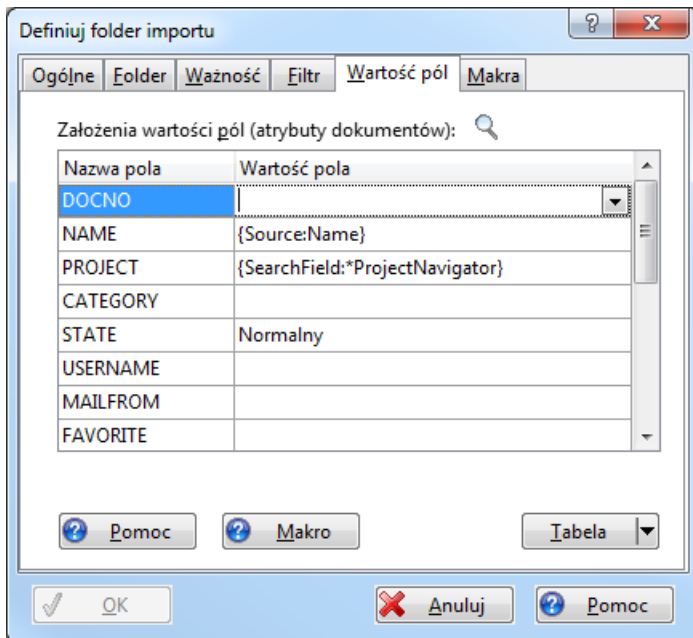 Definiuj folder importu
Ogólne Folder Ważność Filtr Wartość pól Makra
Założenia wartości pól (atrybuty dokumentów):
Nazwa pola Wartość pola
DOCNO
NAME {Source:Name}
PROJECT {SearchField:*ProjectNavigator}
CATEGORY
STATE Normalny
USERNAME
MAILFROM
FAVORITE
Pomoc Makro Tabela
OK Anuluj Pomoc